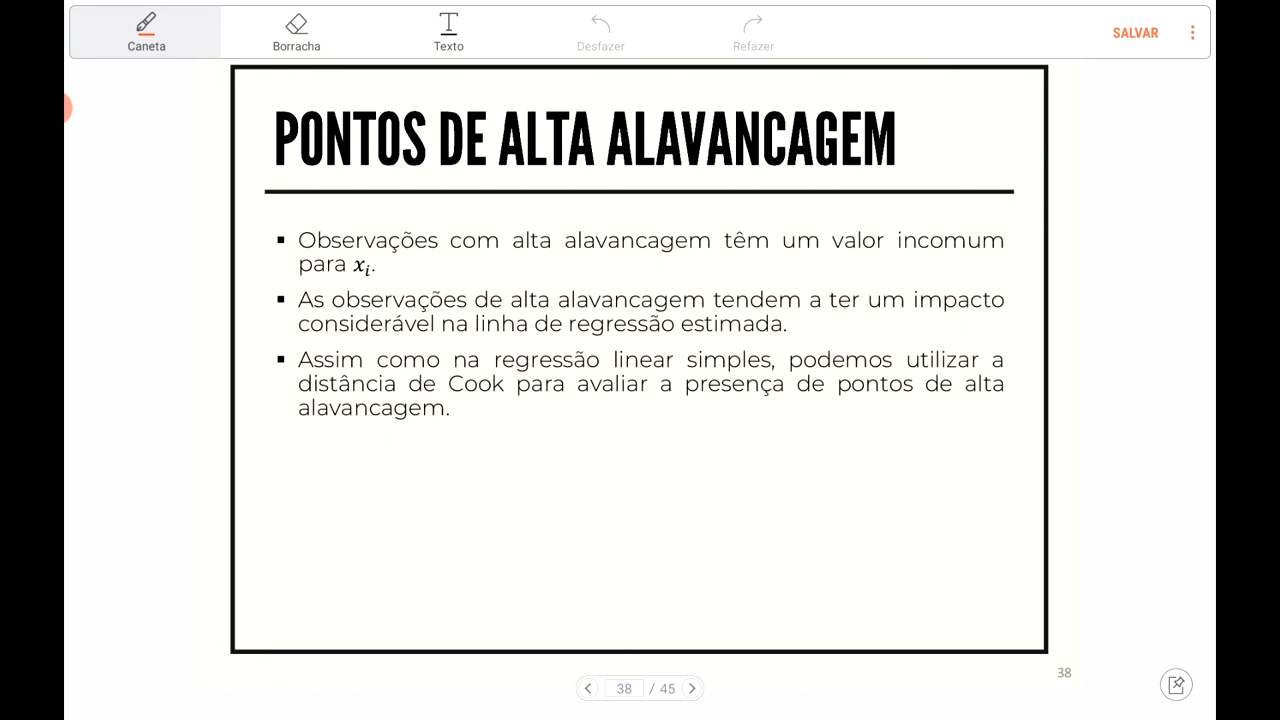 Caneta
Borracha
Texto
Desfazer
Refazer
SALVAR
PONTOS DE ALTA ALAVANCAGEM
▪ Observações com alta alavancagem têm um valor incomum
para xᵢ.
▪ As observações de alta alavancagem tendem a ter um impacto
considerável na linha de regressão estimada.
▪ Assim como na regressão linear simples, podemos utilizar a
distância de Cook para avaliar a presença de pontos de alta
alavancagem.
38
38 / 45